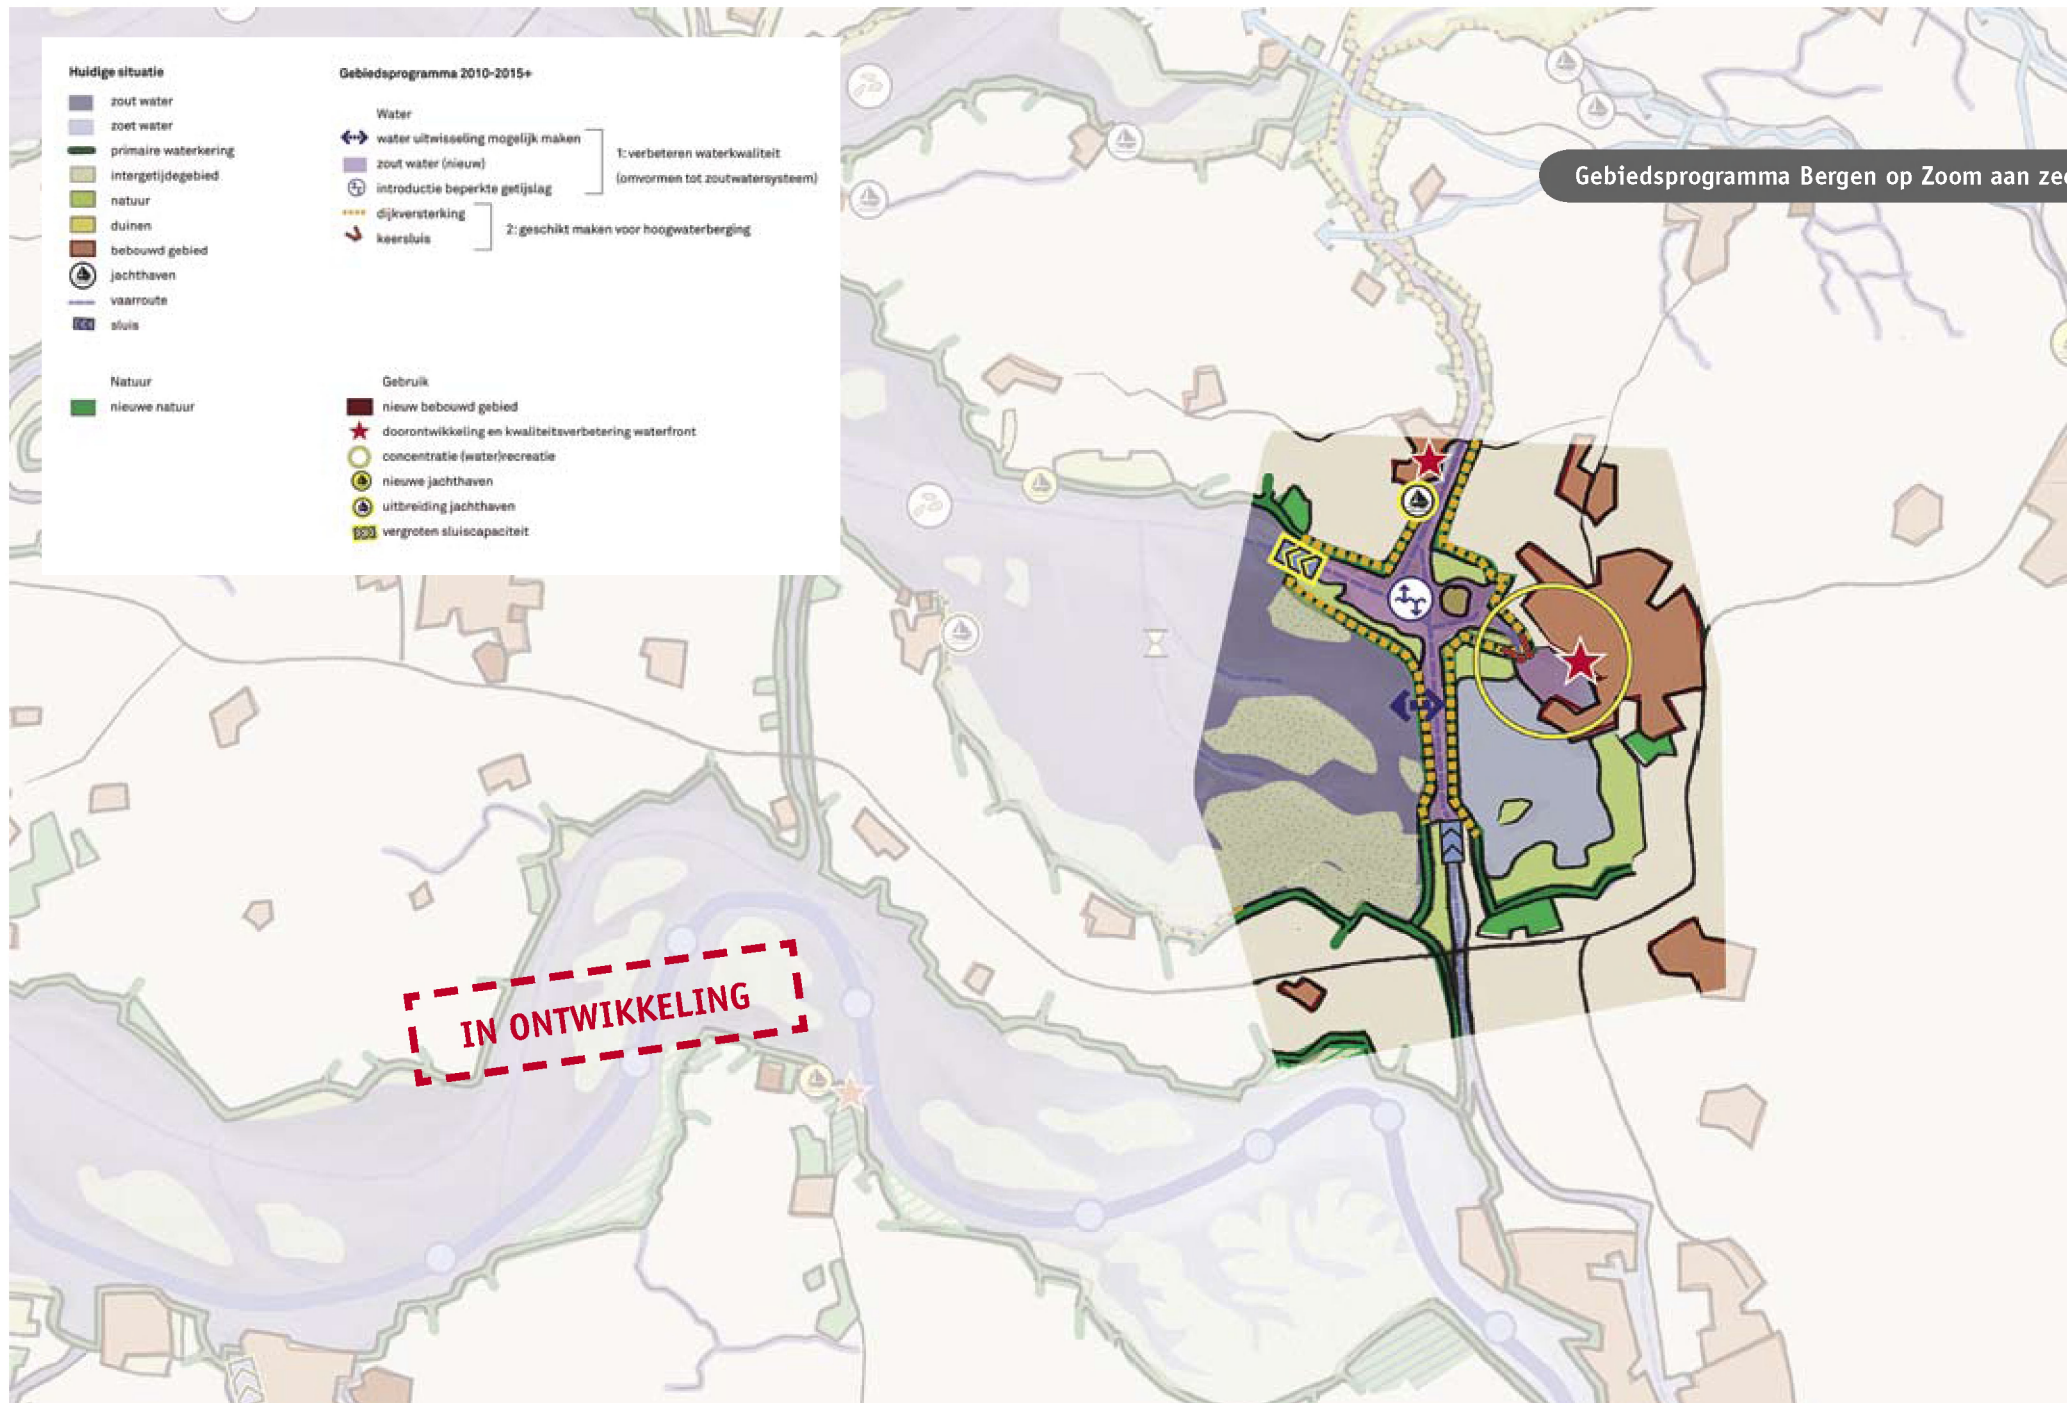 Huidige situatie
zout water
zoet water
primaire waterkering
intergetijdegebied
natuur
duinen
bebouwd gebied
jachthaven
vaarroute
sluis
Natuur
nieuwe natuur
Gebiedsprogramma 2010-2015+
Water
water uitwisseling mogelijk maken
zout water (nieuw)
introductie beperkte getijslag
1: verbeteren waterkwaliteit
(omvormen tot zoutwatersysteem)
dijkversterking
keersluis
2: geschikt maken voor hoogwaterberging
Gebruik
nieuw bebouwd gebied
doorontwikkeling en kwaliteitsverbetering waterfront
concentratie (water)recreatie
nieuwe jachthaven
uitbreiding jachthaven
vergroten sluiscapaciteit
Gebiedsprogramma Bergen op Zoom aan zee
IN ONTWIKKELING